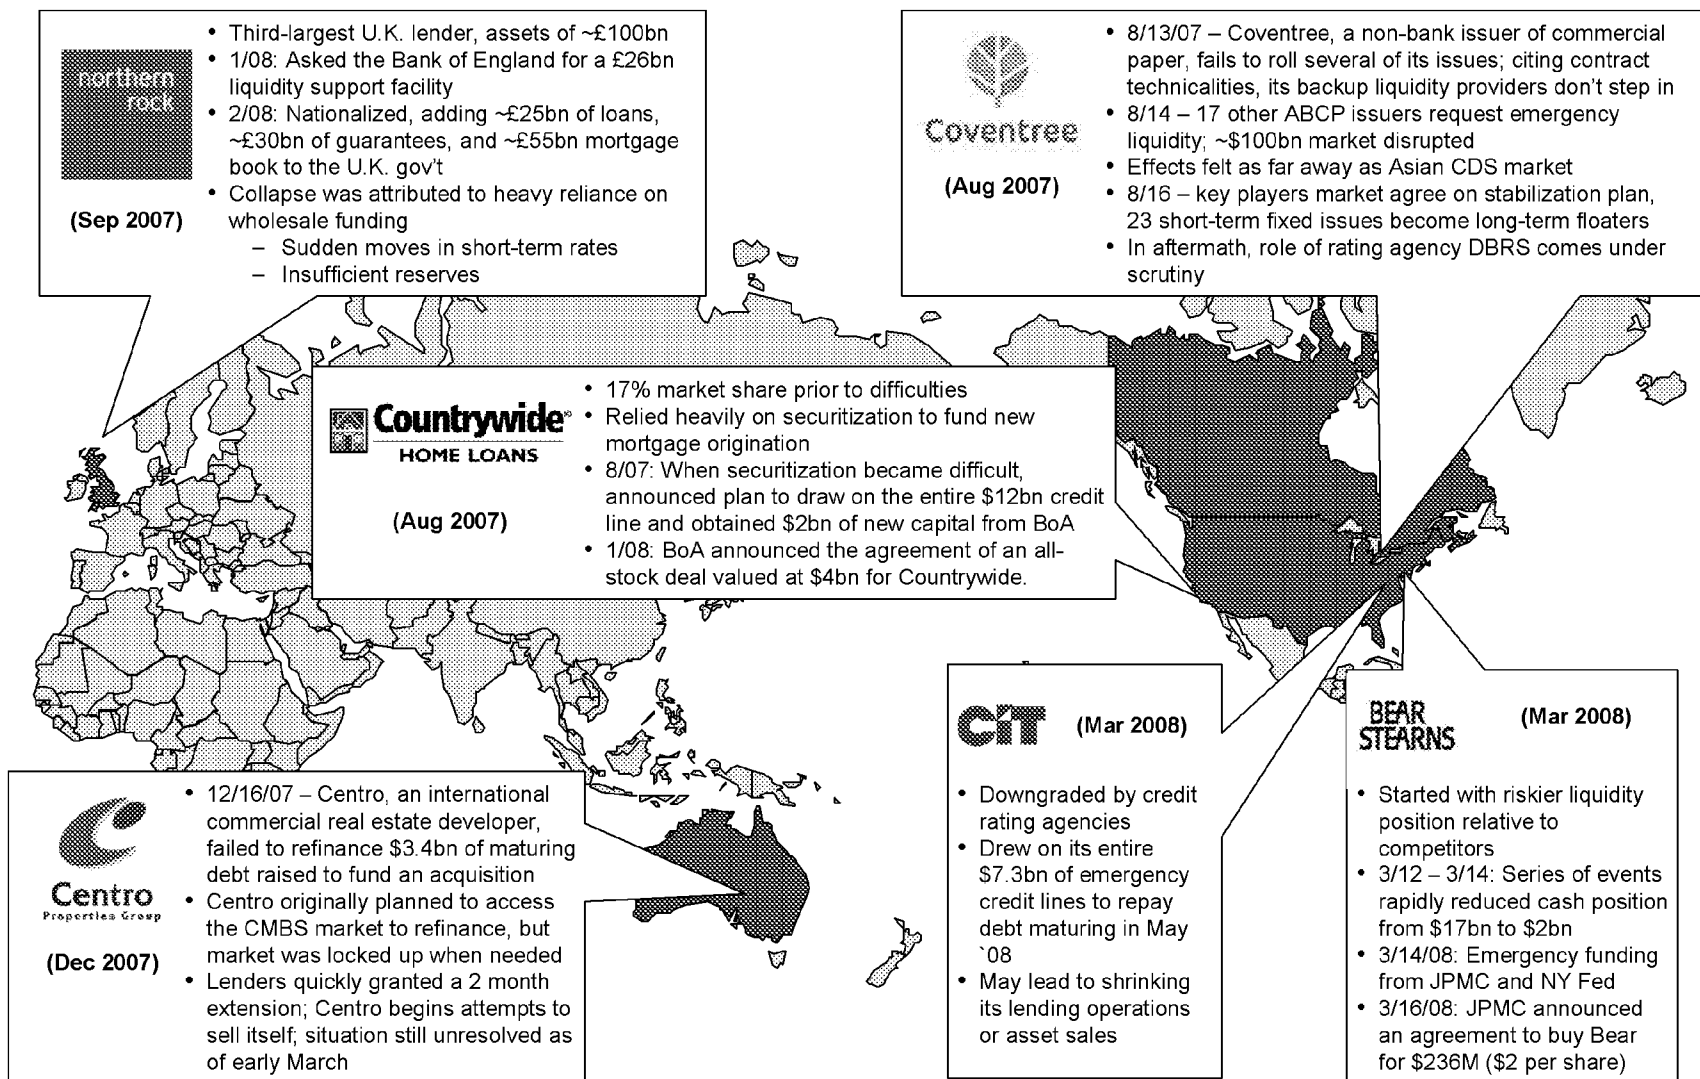 northern
rock
(Sep 2007)
• Third-largest U.K. lender, assets of ~£100bn
• 1/08: Asked the Bank of England for a £26bn
liquidity support facility
• 2/08: Nationalized, adding ~£25bn of loans,
~£30bn of guarantees, and ~£55bn mortgage
book to the U.K. gov't
• Collapse was attributed to heavy reliance on
wholesale funding
– Sudden moves in short-term rates
– Insufficient reserves
Coventree
(Aug 2007)
• 8/13/07 – Coventree, a non-bank issuer of commercial
paper, fails to roll several of its issues; citing contract
technicalities, its backup liquidity providers don't step in
• 8/14 – 17 other ABCP issuers request emergency
liquidity; ~$100bn market disrupted
• Effects felt as far away as Asian CDS market
• 8/16 – key players market agree on stabilization plan,
23 short-term fixed issues become long-term floaters
• In aftermath, role of rating agency DBRS comes under
scrutiny
Countrywide
HOME LOANS
(Aug 2007)
• 17% market share prior to difficulties
• Relied heavily on securitization to fund new
mortgage origination
• 8/07: When securitization became difficult,
announced plan to draw on the entire $12bn credit
line and obtained $2bn of new capital from BoA
• 1/08: BoA announced the agreement of an all-
stock deal valued at $4bn for Countrywide.
Centro
Properties Group
(Dec 2007)
• 12/16/07 – Centro, an international
commercial real estate developer,
failed to refinance $3.4bn of maturing
debt raised to fund an acquisition
• Centro originally planned to access
the CMBS market to refinance, but
market was locked up when needed
• Lenders quickly granted a 2 month
extension; Centro begins attempts to
sell itself; situation still unresolved as
of early March
CiT
(Mar 2008)
• Downgraded by credit
rating agencies
• Drew on its entire
$7.3bn of emergency
credit lines to repay
debt maturing in May
`08
• May lead to shrinking
its lending operations
or asset sales
BEAR
STEARNS
(Mar 2008)
• Started with riskier liquidity
position relative to
competitors
• 3/12 – 3/14: Series of events
rapidly reduced cash position
from $17bn to $2bn
• 3/14/08: Emergency funding
from JPMC and NY Fed
• 3/16/08: JPMC announced
an agreement to buy Bear
for $236M ($2 per share)